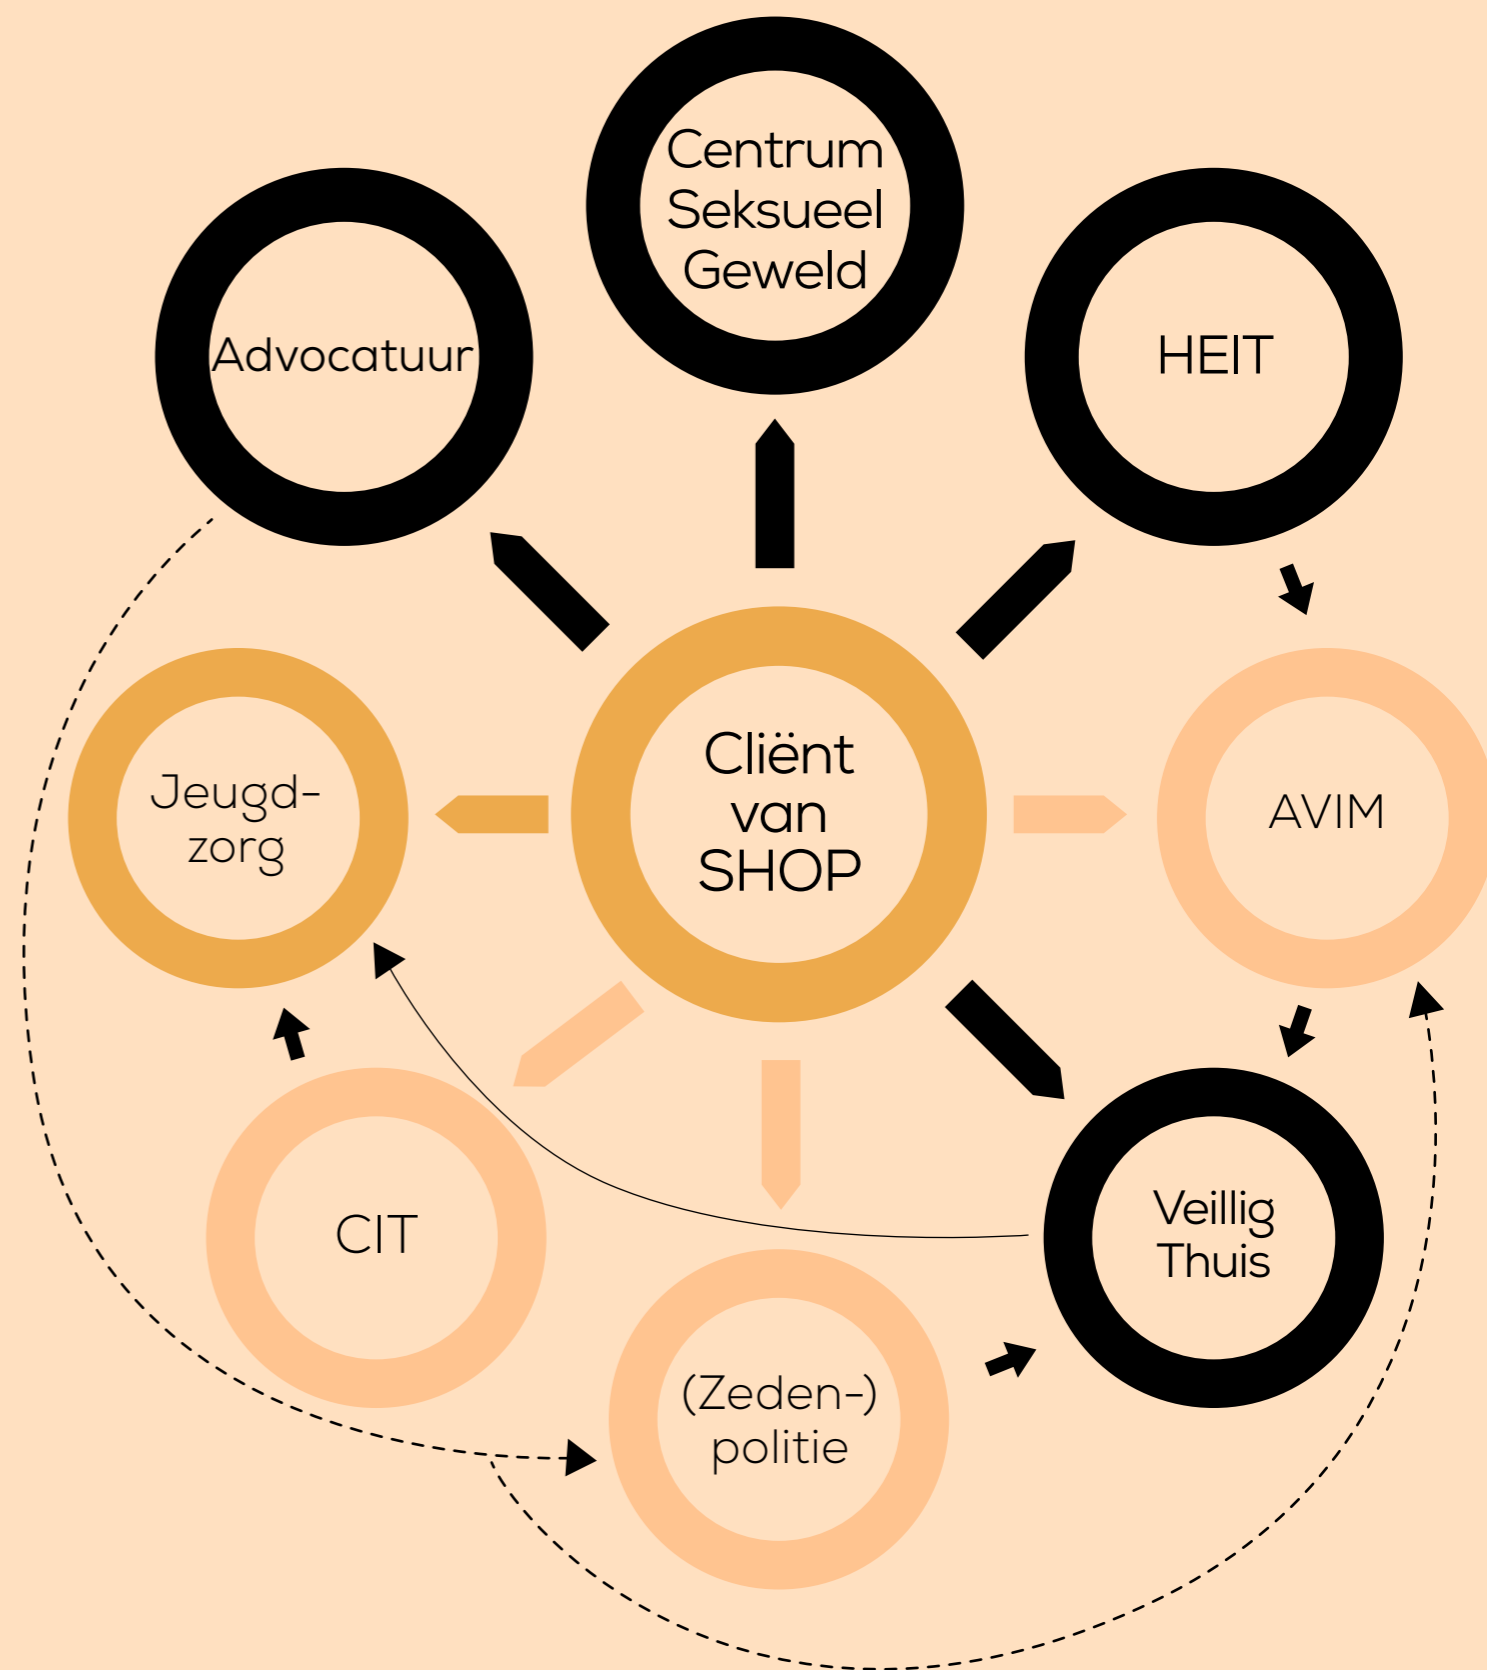 Centrum
Seksueel
Geweld
Advocatuur
HEIT
Cliënt
van
SHOP
Jeugd-
zorg
AVIM
CIT
Veillig
Thuis
(Zeden-)
politie